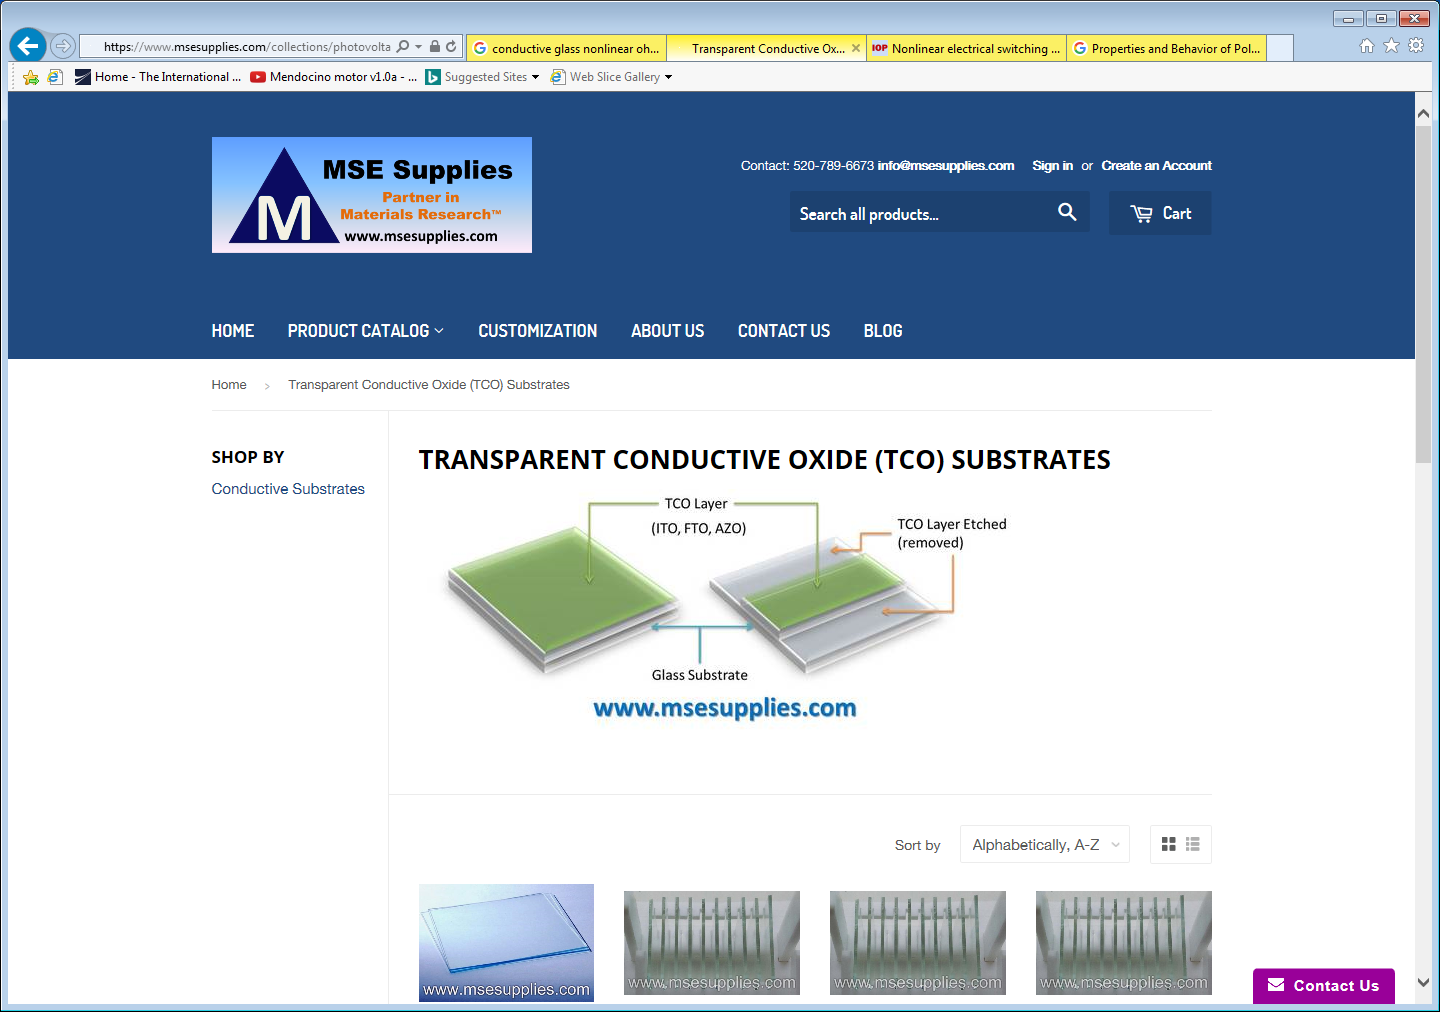 https://www.msesupplies.com/collections/photovolta
conductive glass nonlinear oh...
Transparent Conductive Ox...
IOP Nonlinear electrical switching ...
Properties and Behavior of Pol...
Home - The International ...
Mendocino motor v1.0a - ...
Suggested Sites
Web Slice Gallery
M
MSE Supplies
Partner in
Materials Research™
www.msesupplies.com
Contact: 520-789-6673 info@msesupplies.com Sign in or Create an Account
Search all products...
Cart
HOME PRODUCT CATALOG CUSTOMIZATION ABOUT US CONTACT US BLOG
Home › Transparent Conductive Oxide (TCO) Substrates
SHOP BY
Conductive Substrates
TRANSPARENT CONDUCTIVE OXIDE (TCO) SUBSTRATES
TCO Layer
(ITO, FTO, AZO)
TCO Layer Etched
(removed)
Glass Substrate
www.msesupplies.com
Sort by Alphabetically, A-Z
www.msesupplies.com
www.msesupplies.com
www.msesupplies.com
www.msesupplies.com
Contact Us